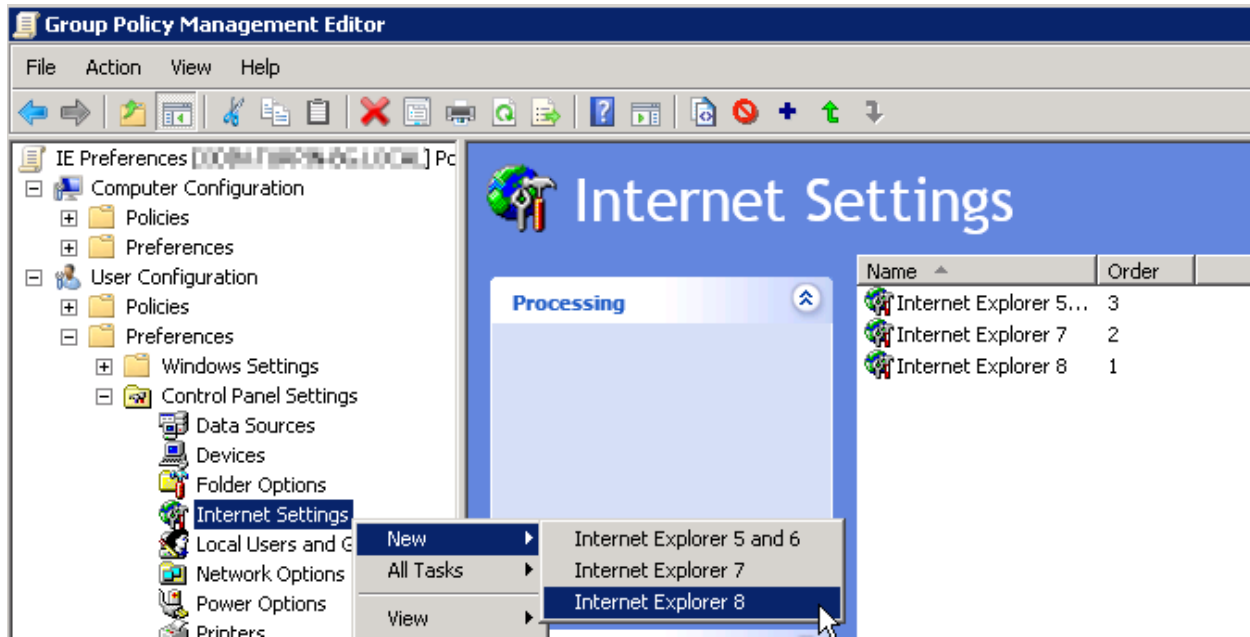 Group Policy Management Editor
File Action View Help
IE Preferences [
Computer Configuration
Policies
Preferences
User Configuration
Policies
Preferences
Windows Settings
Control Panel Settings
Data Sources
Devices
Folder Options
Internet Settings
Local Users and G
Network Options
Power Options
Printers
New
All Tasks
View
Internet Explorer 5 and 6
Internet Explorer 7
Internet Explorer 8
Internet Settings
Processing
Name Order
Internet Explorer 5... 3
Internet Explorer 7 2
Internet Explorer 8 1